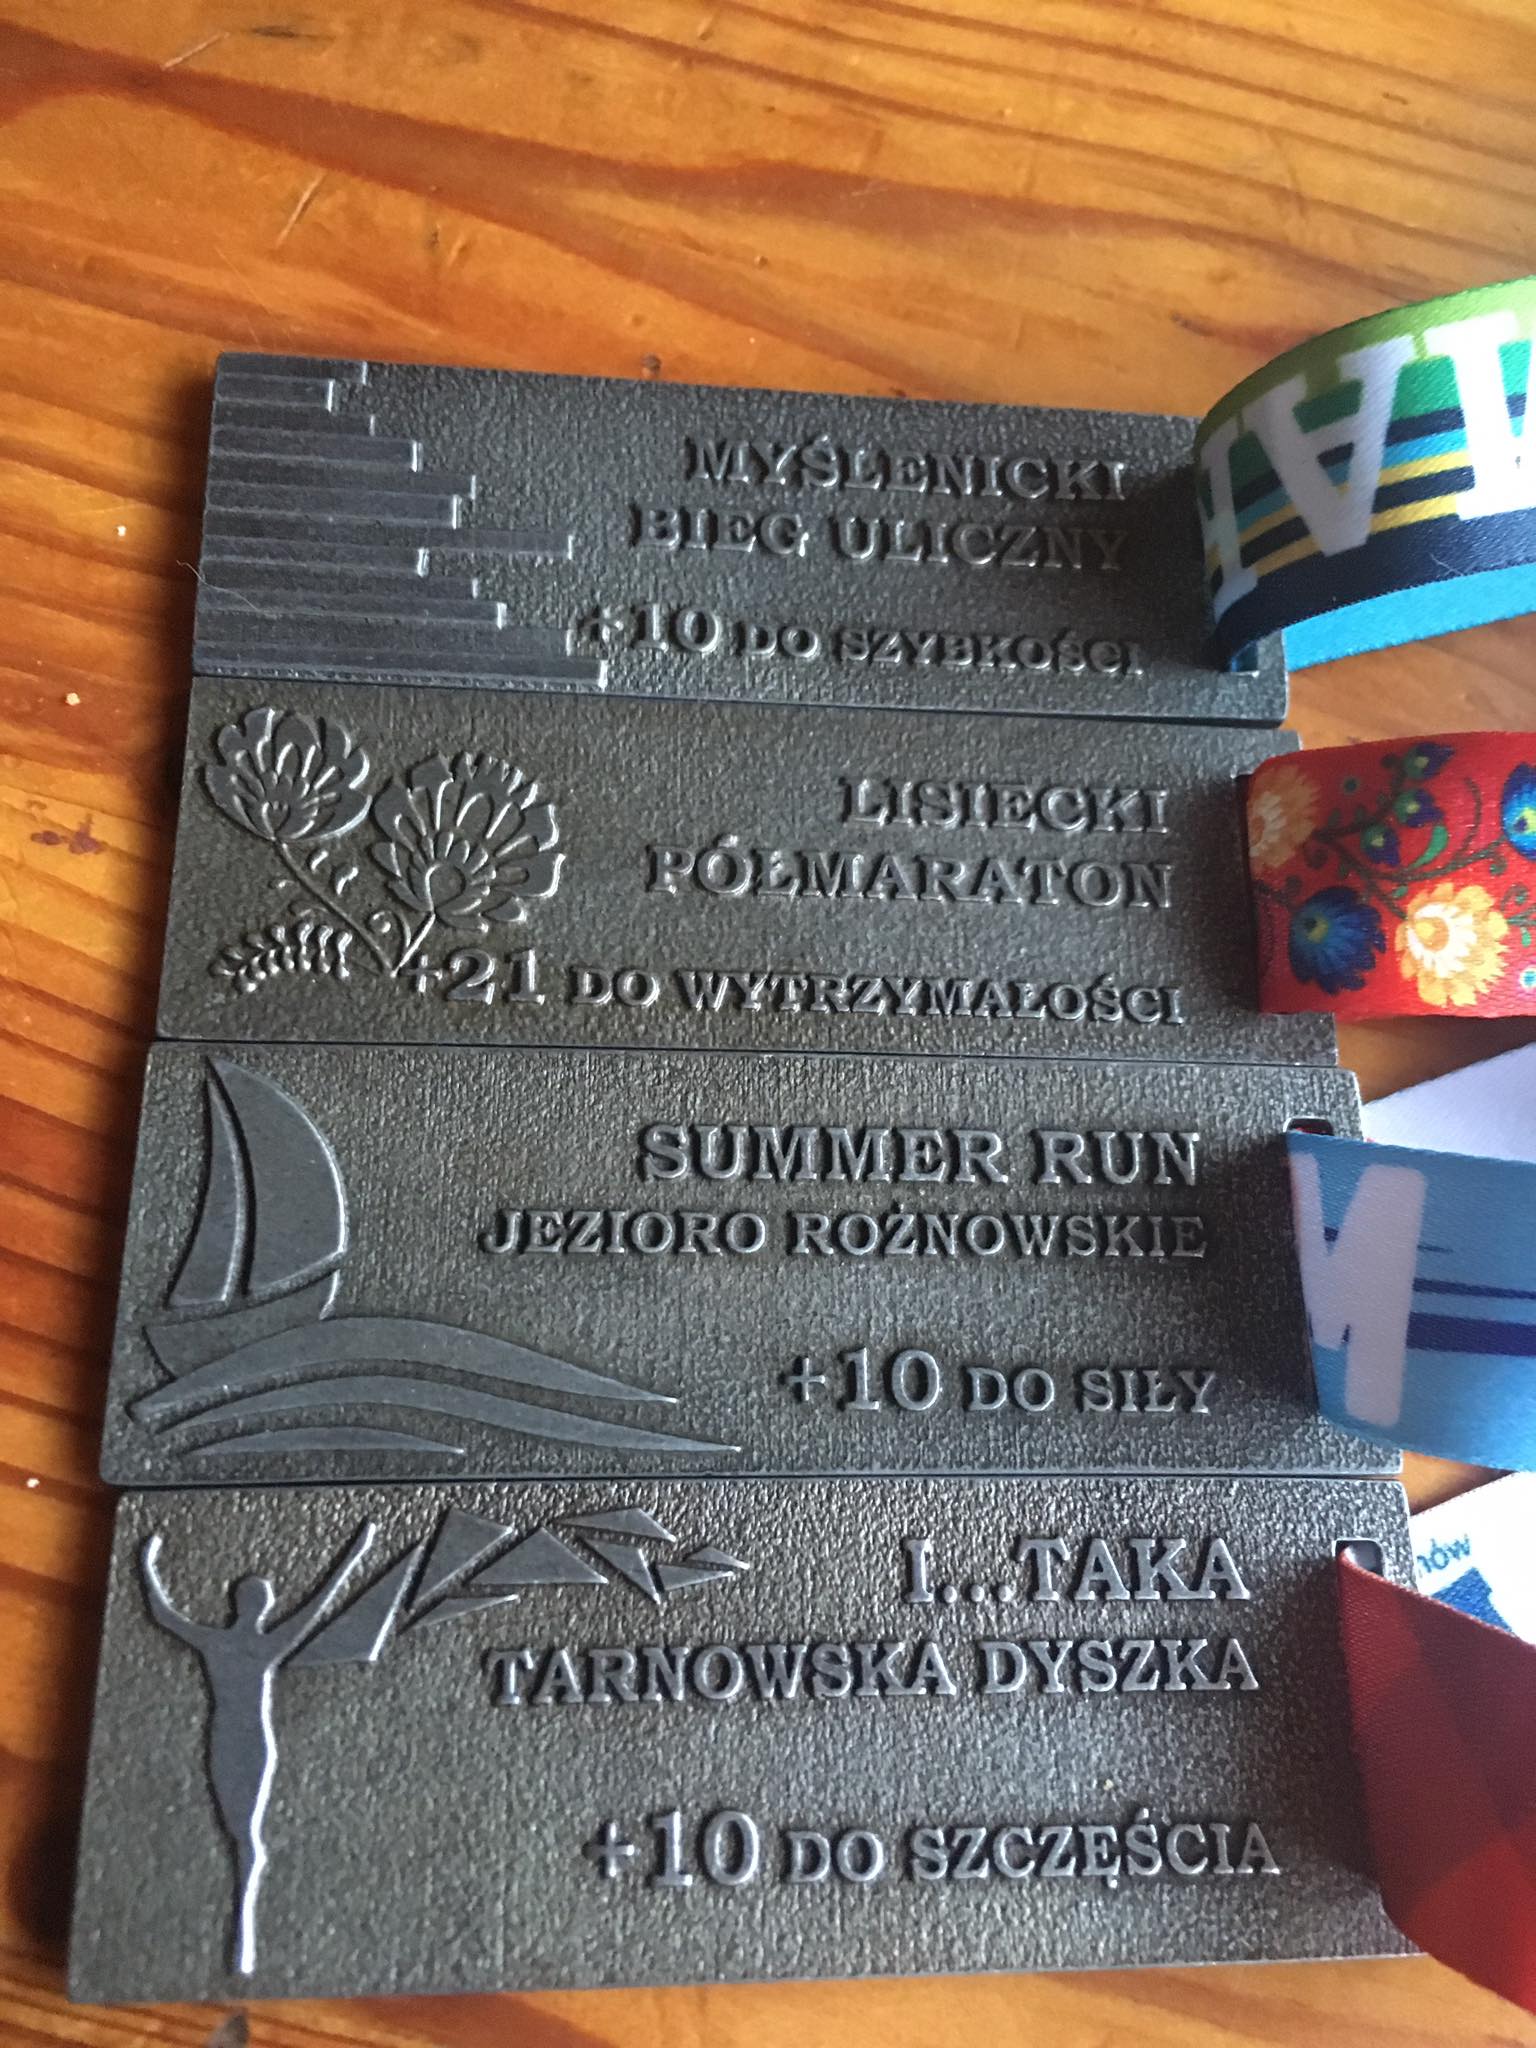 MYŚLENICKI
BIEG ULICZNY
+10 DO SZYBKOŚCI
LISIECKI
PÓŁMARATON
+21 DO WYTRZYMAŁOŚCI
SUMMER RUN
JEZIORO ROŻNOWSKIE
+10 DO SIŁY
I...TAKA
TARNOWSKA DYSZKA
+10 DO SZCZĘŚCIA